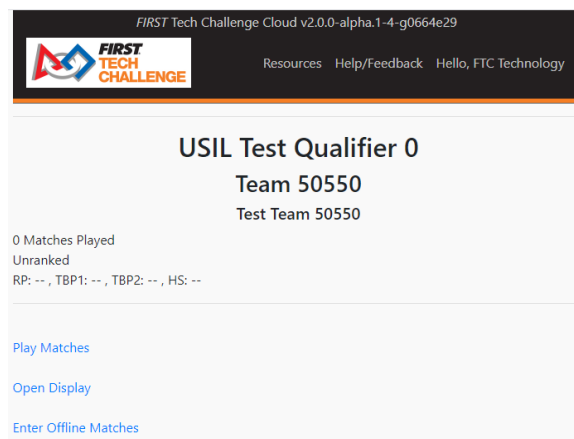 FIRST Tech Challenge Cloud v2.0.0-alpha.1-4-g0664e29
FIRST
TECH
CHALLENGE
Resources Help/Feedback Hello, FTC Technology
USIL Test Qualifier 0
Team 50550
Test Team 50550
0 Matches Played
Unranked
RP: -- , TBP1: -- , TBP2: -- , HS: --
Play Matches
Open Display
Enter Offline Matches